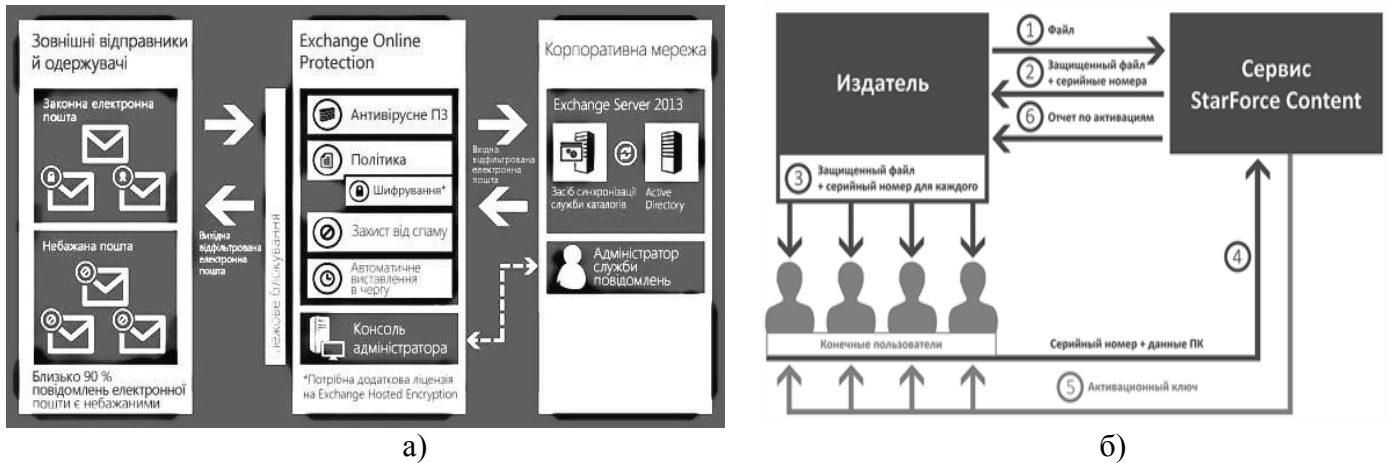 Зовнішні відправники
й одержувачі
Законна електронна
пошта
Небажана пошта
Близько 90 %
повідомлень електронної
пошти є небажаними
Вихідна
відфільтрована
електронна
пошта
блокування
Exchange Online
Protection
Антивірусне ПЗ
Політика
Шифрування*
Захист від спаму
Автоматичне
виставлення
в чергу
Консоль
адміністратора
*Потрібна додаткова ліцензія
на Exchange Hosted Encryption
Вхідна
відфільтрована
електронна
пошта
Корпоративна мережа
Exchange Server 2013
Засіб синхронізації
служби каталогів
Active
Directory
Адміністратор
служби
повідомлень
а)
Издатель
1 Файл
2 Защищенный файл
+ серийные номера
6 Отчет по активациям
Сервис
StarForce Content
3 Защищенный файл
+ серийный номер для каждого
4
Конечные пользователи
Серийный номер + данные ПК
5 Активационный ключ
б)